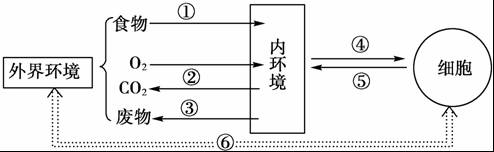 食物 ①
O₂
外界环境
CO₂ ②
废物 ③
内环境
④
⑤
细胞
⑥